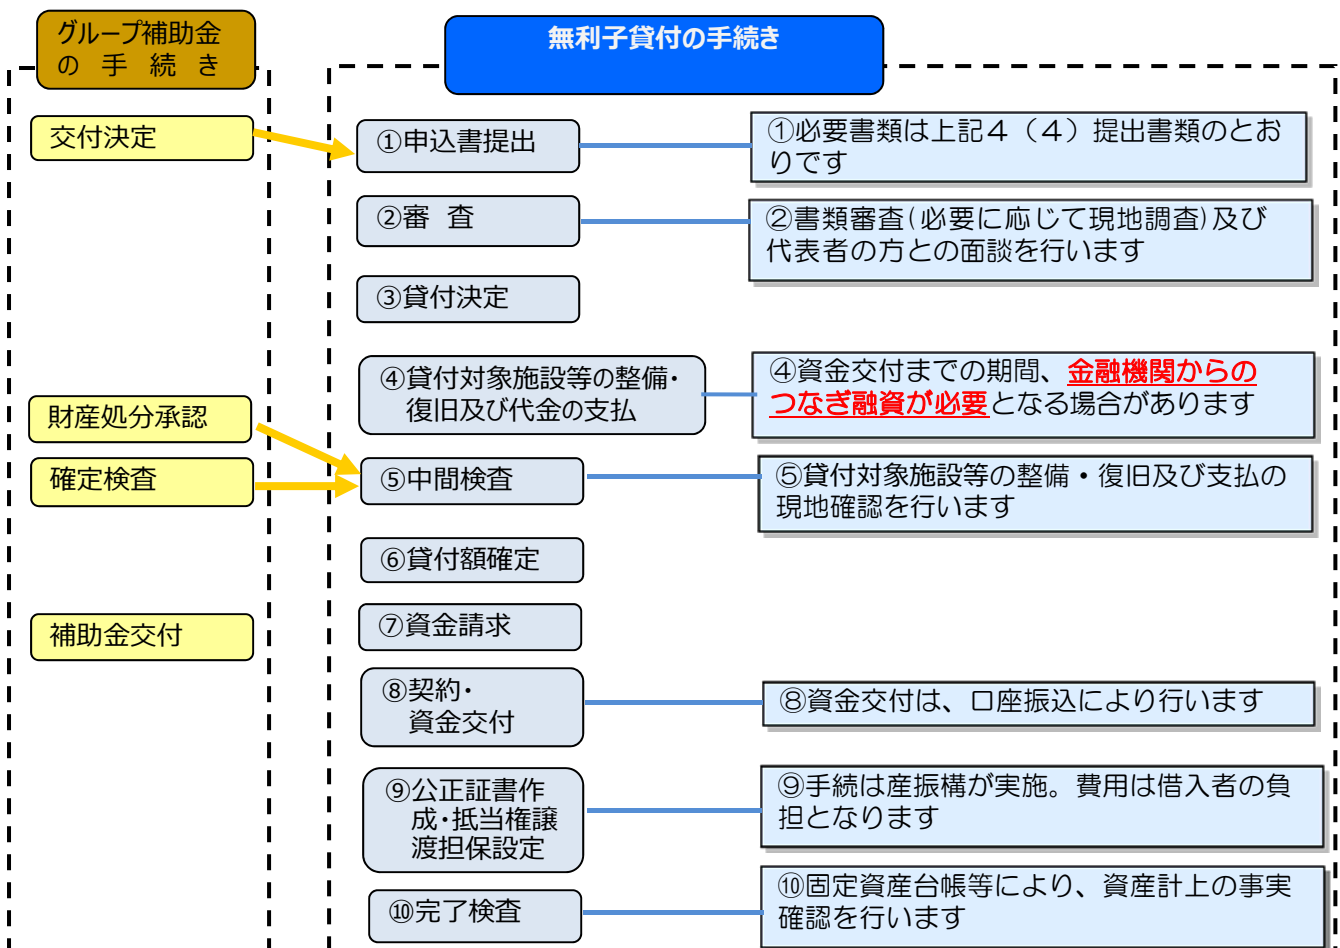 グループ補助金
の手続き
無利子貸付の手続き
交付決定
①申込書提出
①必要書類は上記４（４）提出書類のとお
りです
②審 査
②書類審査(必要に応じて現地調査)及び
代表者の方との面談を行います
③貸付決定
④貸付対象施設等の整備・
復旧及び代金の支払
④資金交付までの期間、金融機関からの
つなぎ融資が必要となる場合があります
財産処分承認
確定検査
⑤中間検査
⑤貸付対象施設等の整備・復旧及び支払の
現地確認を行います
⑥貸付額確定
補助金交付
⑦資金請求
⑧契約・
資金交付
⑧資金交付は、口座振込により行います
⑨公正証書作
成・抵当権譲
渡担保設定
⑨手続は産振構が実施。費用は借入者の負
担となります
⑩完了検査
⑩固定資産台帳等により、資産計上の事実
確認を行います